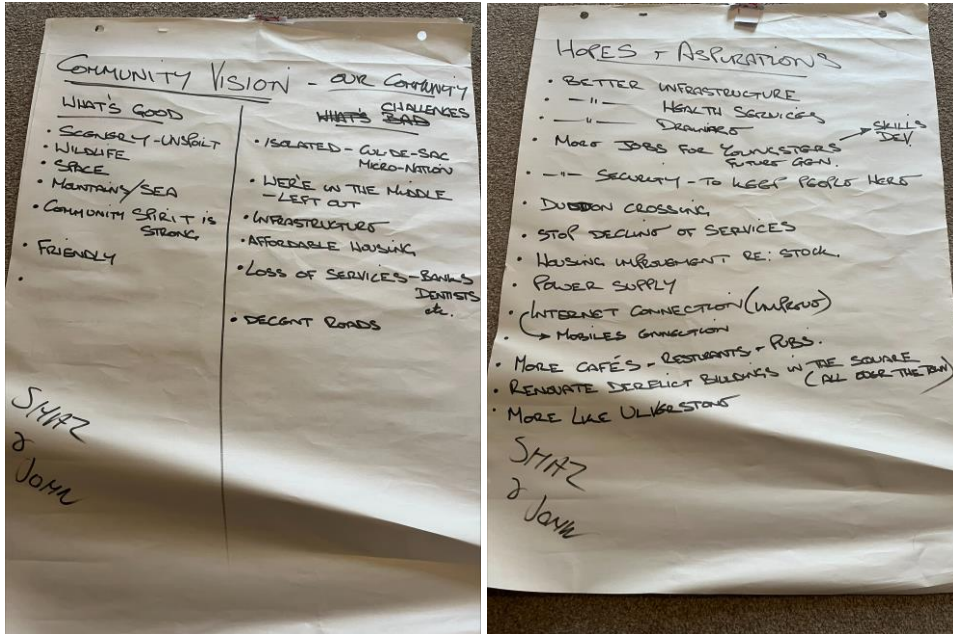 COMMUNITY VISION - OUR COMMUNITY
WHAT'S GOOD
• SCENERY - UNSPOILT
• WILDLIFE
• SPACE
• MOUNTAINS/SEA
• COMMUNITY SPIRIT IS
STRONG
• FRIENDLY
•
CHALLENGES
WHAT'S BAD
• ISOLATED - CUL-DE-SAC
MICRO-NATION
• WE'RE IN THE MIDDLE
- LEFT OUT
• INFRASTRUCTURE
• AFFORDABLE HOUSING
• LOSS OF SERVICES - BANKS
DENTISTS
etc.
• DECENT ROADS
SHAZ
&
JOHN
HOPES + ASPIRATIONS
• BETTER INFRASTRUCTURE
• -"- HEALTH SERVICES
• -"- DRAINAGE
• MORE JOBS FOR YOUNGSTERS → SKILLS
DEV.
FUTURE GEN.
• -"- SECURITY - TO KEEP PEOPLE HERE
• DUDDON CROSSING
• STOP DECLINE OF SERVICES
• HOUSING IMPROVEMENT RE: STOCK.
• POWER SUPPLY
• INTERNET CONNECTION (IMPROVE)
• → MOBILES CONNECTION
• MORE CAFÉS - RESTURANTS + PUBS.
• RENOVATE DERELICT BUILDINGS IN THE SQUARE
(ALL OVER THE TOWN)
• MORE LIKE ULVERSTONE
SHAZ
&
JOHN